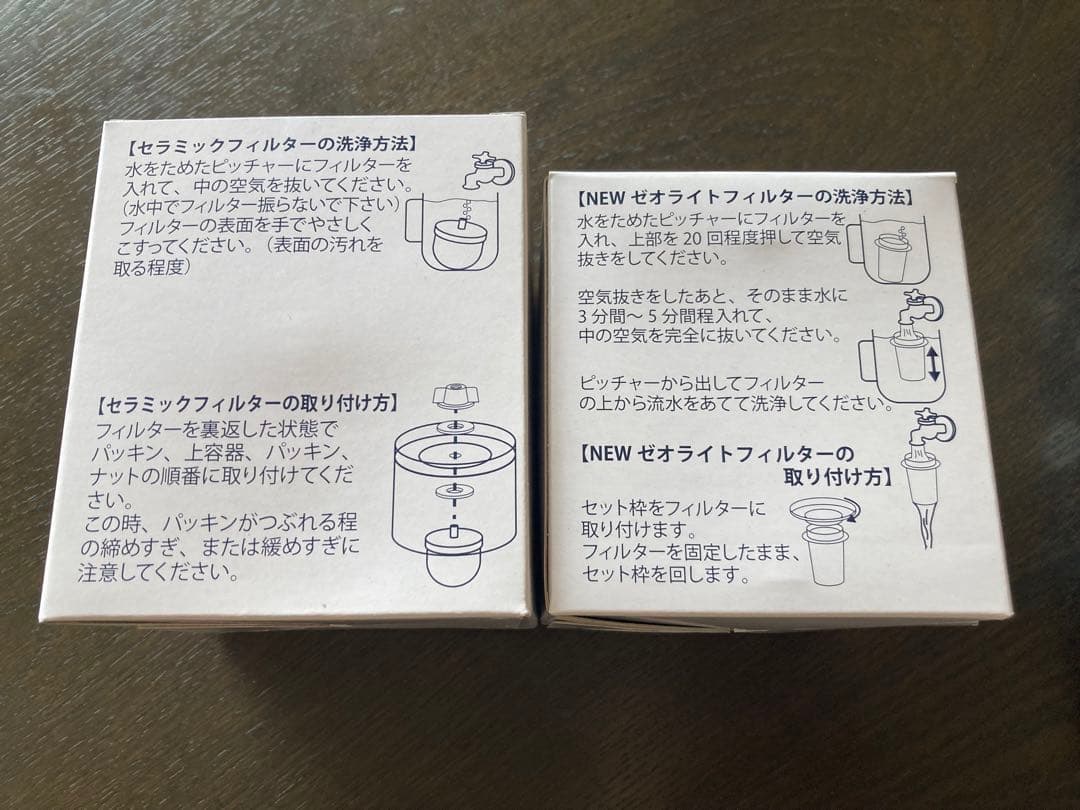 【セラミックフィルターの洗浄方法】
水をためたピッチャーにフィルターを
入れて、中の空気を抜いてください。
（水中でフィルター振らないで下さい）
フィルターの表面を手でやさしく
こすってください。（表面の汚れを
取る程度）
【セラミックフィルターの取り付け方】
フィルターを裏返した状態で
パッキン、上容器、パッキン、
ナットの順番に取り付けてくだ
さい。
この時、パッキンがつぶれる程
の締めすぎ、または緩めすぎに
注意してください。
【NEW ゼオライトフィルターの洗浄方法】
水をためたピッチャーにフィルターを
入れ、上部を 20 回程度押して空気
抜きをしてください。
空気抜きをしたあと、そのまま水に
3 分間～ 5 分間程入れて、
中の空気を完全に抜いてください。
ピッチャーから出してフィルター
の上から流水をあてて洗浄してください。
【NEW ゼオライトフィルターの
取り付け方】
セット枠をフィルターに
取り付けます。
フィルターを固定したまま、
セット枠を回します。